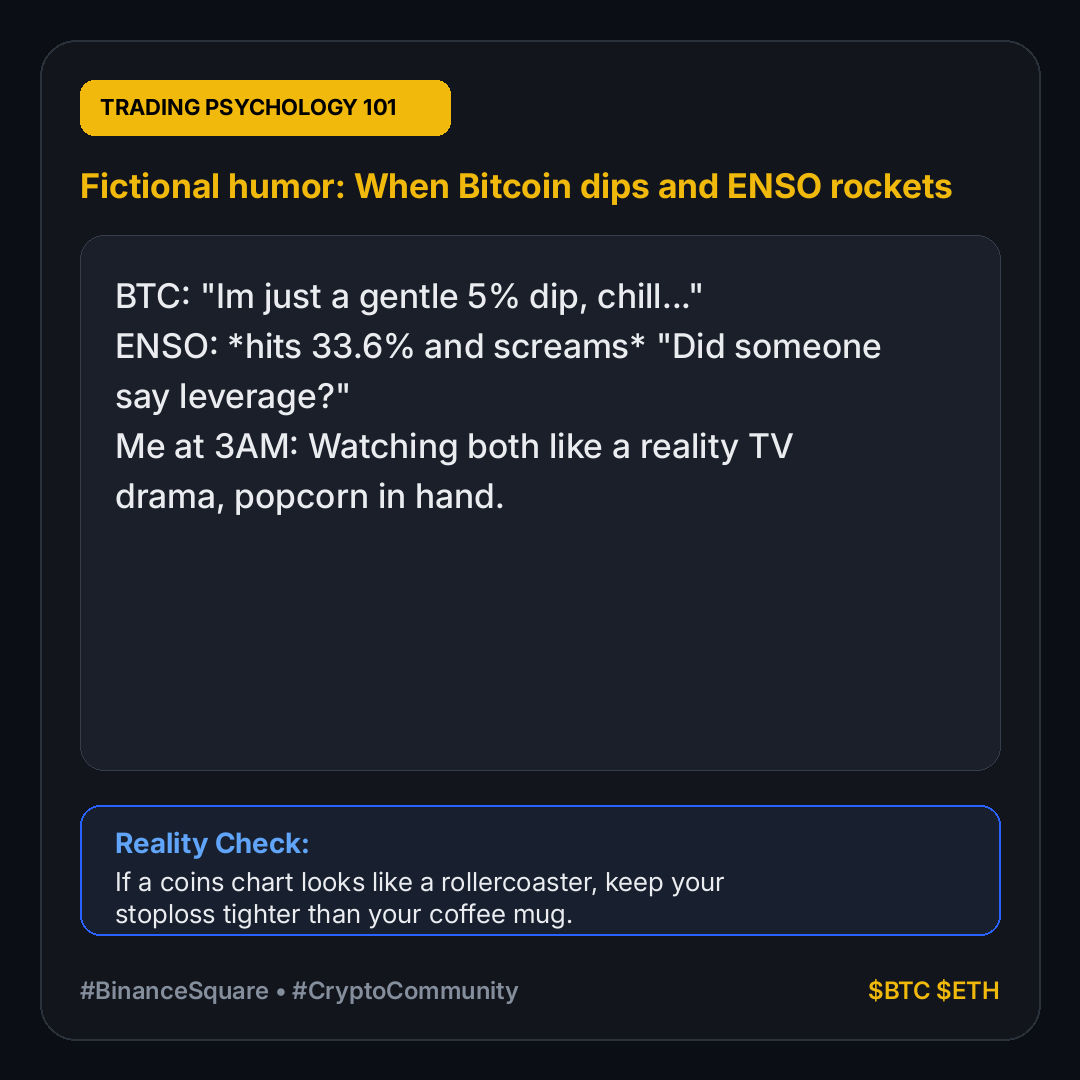 TRADING PSYCHOLOGY 101
Fictional humor: When Bitcoin dips and ENSO rockets
BTC: "Im just a gentle 5% dip, chill..."
ENSO: *hits 33.6% and screams* "Did someone
say leverage?"
Me at 3AM: Watching both like a reality TV
drama, popcorn in hand.
Reality Check:
If a coins chart looks like a rollercoaster, keep your
stoploss tighter than your coffee mug.
#BinanceSquare • #CryptoCommunity
$BTC $ETH